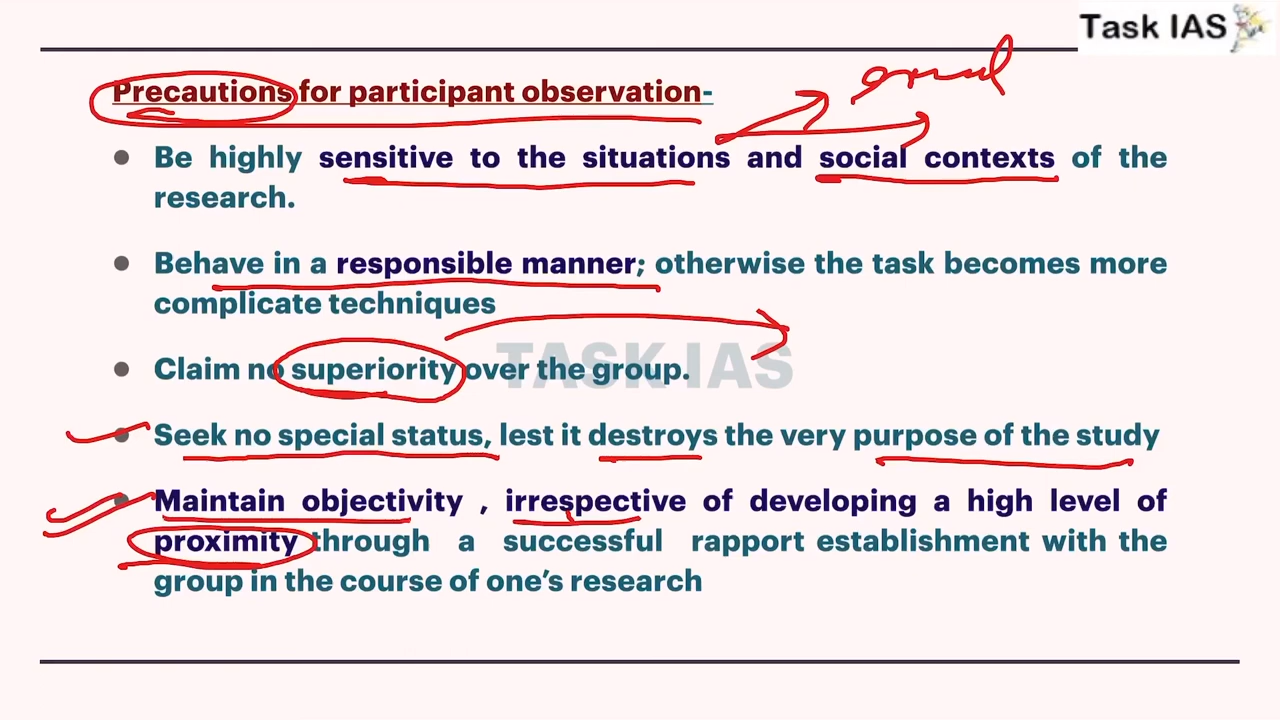 Task IAS
Precautions for participant observation-
● Be highly sensitive to the situations and social contexts of the
research.
● Behave in a responsible manner; otherwise the task becomes more
complicate techniques
● Claim no superiority over the group.
TASK IAS
● Seek no special status, lest it destroys the very purpose of the study
● Maintain objectivity , irrespective of developing a high level of
proximity through a successful rapport establishment with the
group in the course of one's research